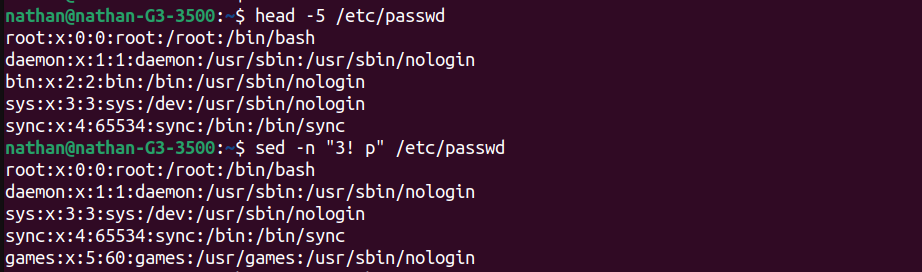 nathan@nathan-G3-3500:~$ head -5 /etc/passwd
root:x:0:0:root:/root:/bin/bash
daemon:x:1:1:daemon:/usr/sbin:/usr/sbin/nologin
bin:x:2:2:bin:/bin:/usr/sbin/nologin
sys:x:3:3:sys:/dev:/usr/sbin/nologin
sync:x:4:65534:sync:/bin:/bin/sync
nathan@nathan-G3-3500:~$ sed -n "3! p" /etc/passwd
root:x:0:0:root:/root:/bin/bash
daemon:x:1:1:daemon:/usr/sbin:/usr/sbin/nologin
sys:x:3:3:sys:/dev:/usr/sbin/nologin
sync:x:4:65534:sync:/bin:/bin/sync
games:x:5:60:games:/usr/games:/usr/sbin/nologin